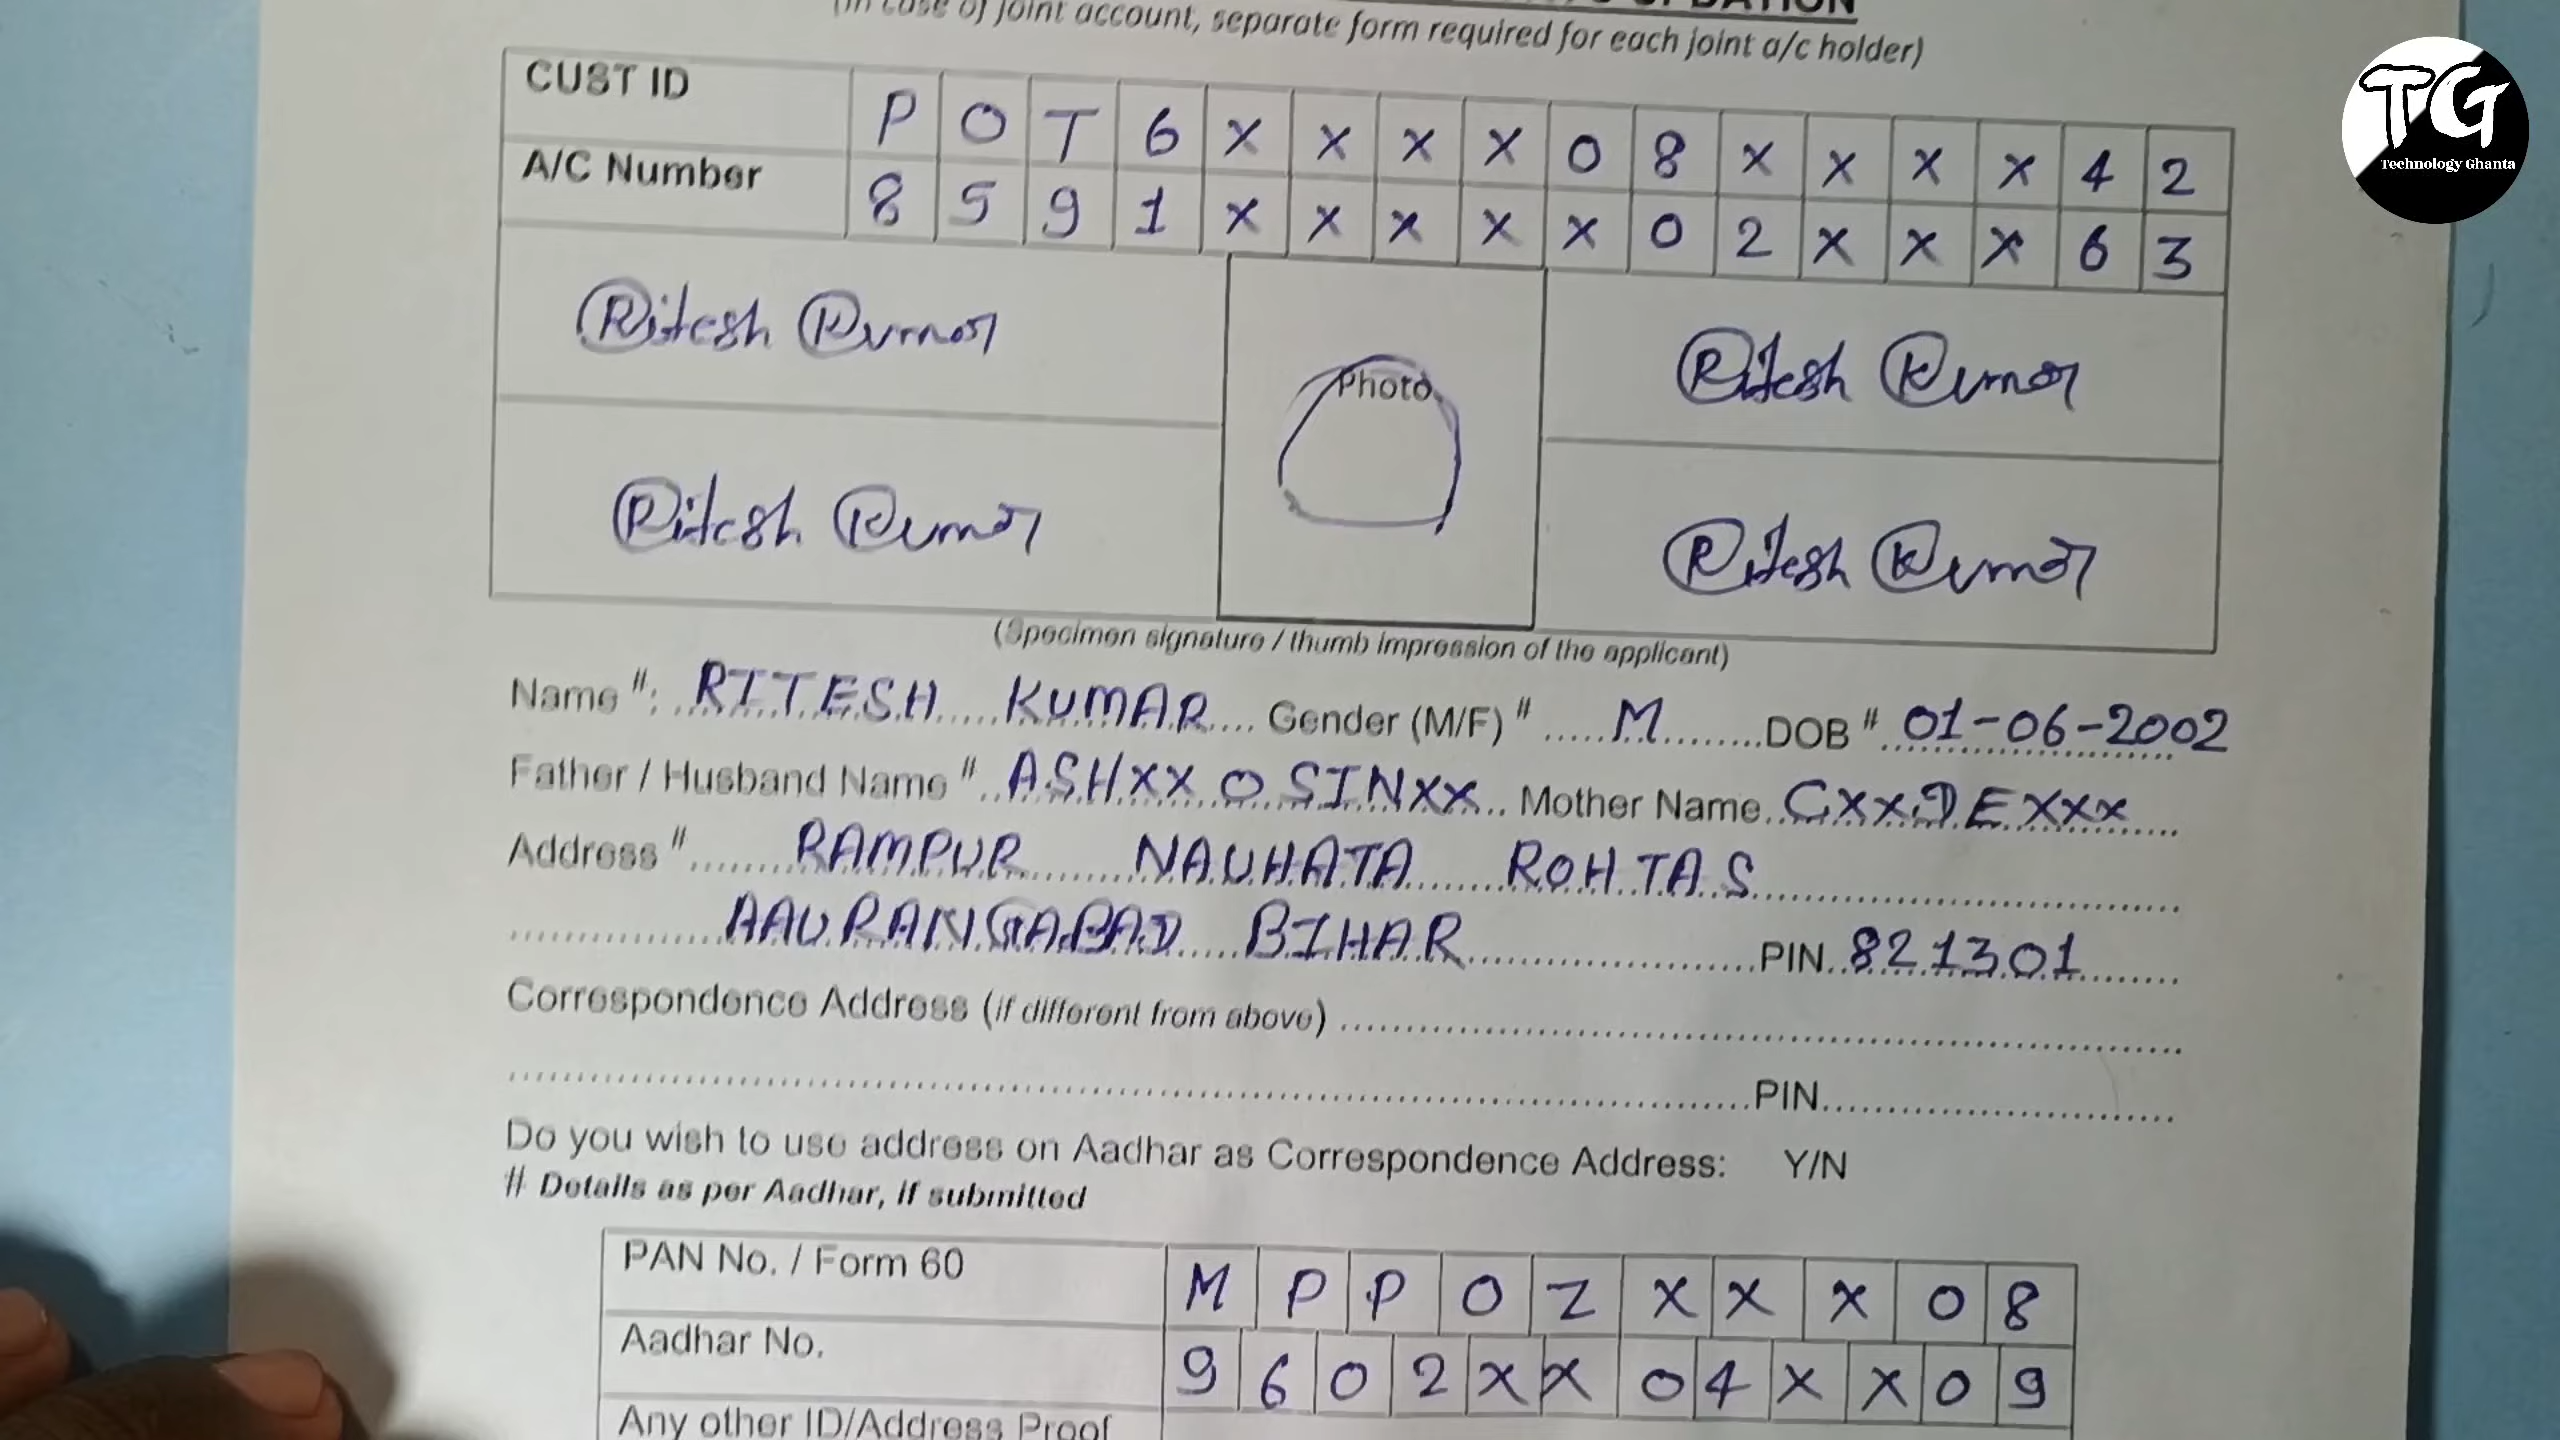 (In case of joint account, separate form required for each joint a/c holder)
TG
Technology Ghanta
CUST ID P O T 6 X X X X 0 8 X X X X 4 2
A/C Number 8 5 9 1 X X X X X 0 2 X X X 6 3
Ritesh Kumar Ritesh Kumar
Photo
Ritesh Kumar Ritesh Kumar
(Specimen signature / thumb impression of the applicant)
Name #: RITESH KUMAR Gender (M/F) # M DOB # 01-06-2002
Father / Husband Name # ASHXX O SINXX Mother Name CXXDEXXX
Address # RAMPUR NAUHATA ROHTAS
AAURANGABAD BIHAR PIN 821301
Correspondence Address (if different from above)
PIN
Do you wish to use address on Aadhar as Correspondence Address: Y/N
# Details as per Aadhar, if submitted
PAN No. / Form 60 M P P O Z X X X 0 8
Aadhar No. 9 6 0 2 X X 0 4 X X 0 9
Any other ID/Address Proof